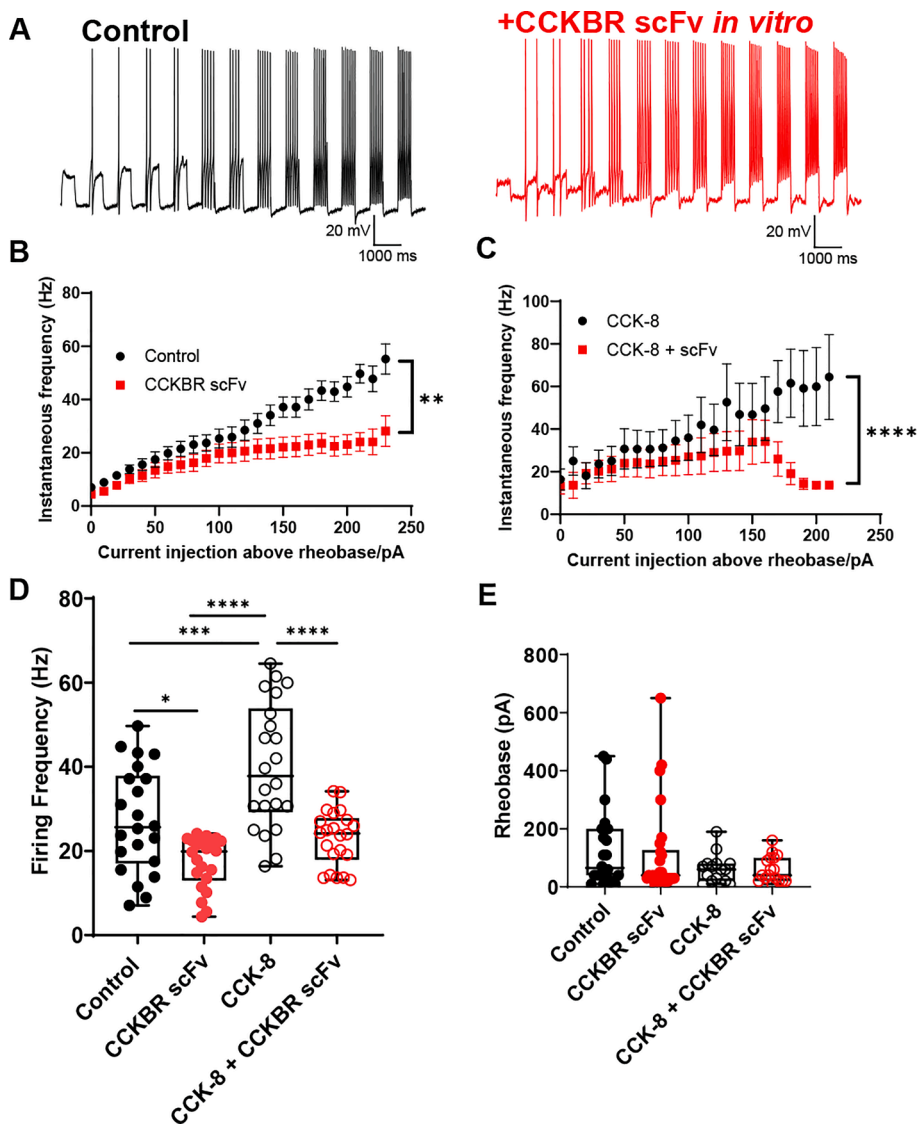 A
Control
+CCKBR scFv in vitro
20 mV
1000 ms
20 mV
1000 ms
B
Instantaneous frequency (Hz)
80
60
40
20
0
Control
CCKBR scFv
**
0 50 100 150 200 250
Current injection above rheobase/pA
C
Instantaneous frequency (Hz)
100
80
60
40
20
0
CCK-8
CCK-8 + scFv
****
0 50 100 150 200 250
Current injection above rheobase/pA
D
Firing Frequency (Hz)
80
60
40
20
0
****
***
****
*
Control
CCKBR scFv
CCK-8
CCK-8 + CCKBR scFv
E
Rheobase (pA)
800
600
400
200
0
Control
CCKBR scFv
CCK-8
CCK-8 + CCKBR scFv